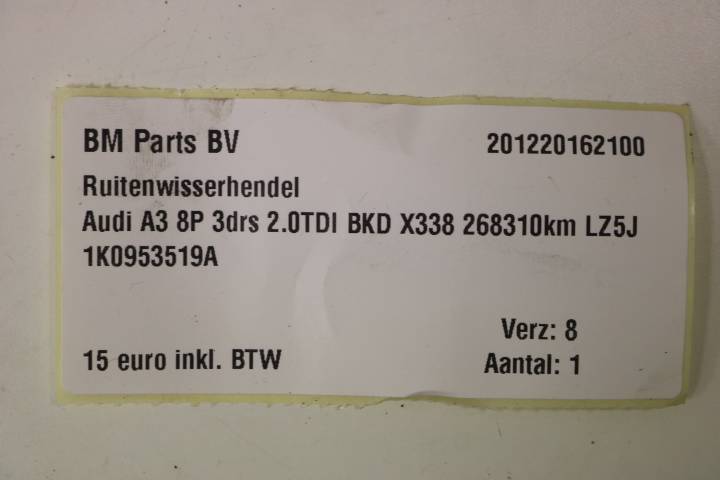 BM Parts BV 201220162100
Ruitenwisserhendel
Audi A3 8P 3drs 2.0TDI BKD X338 268310km LZ5J
1K0953519A
Verz: 8
15 euro inkl. BTW Aantal: 1